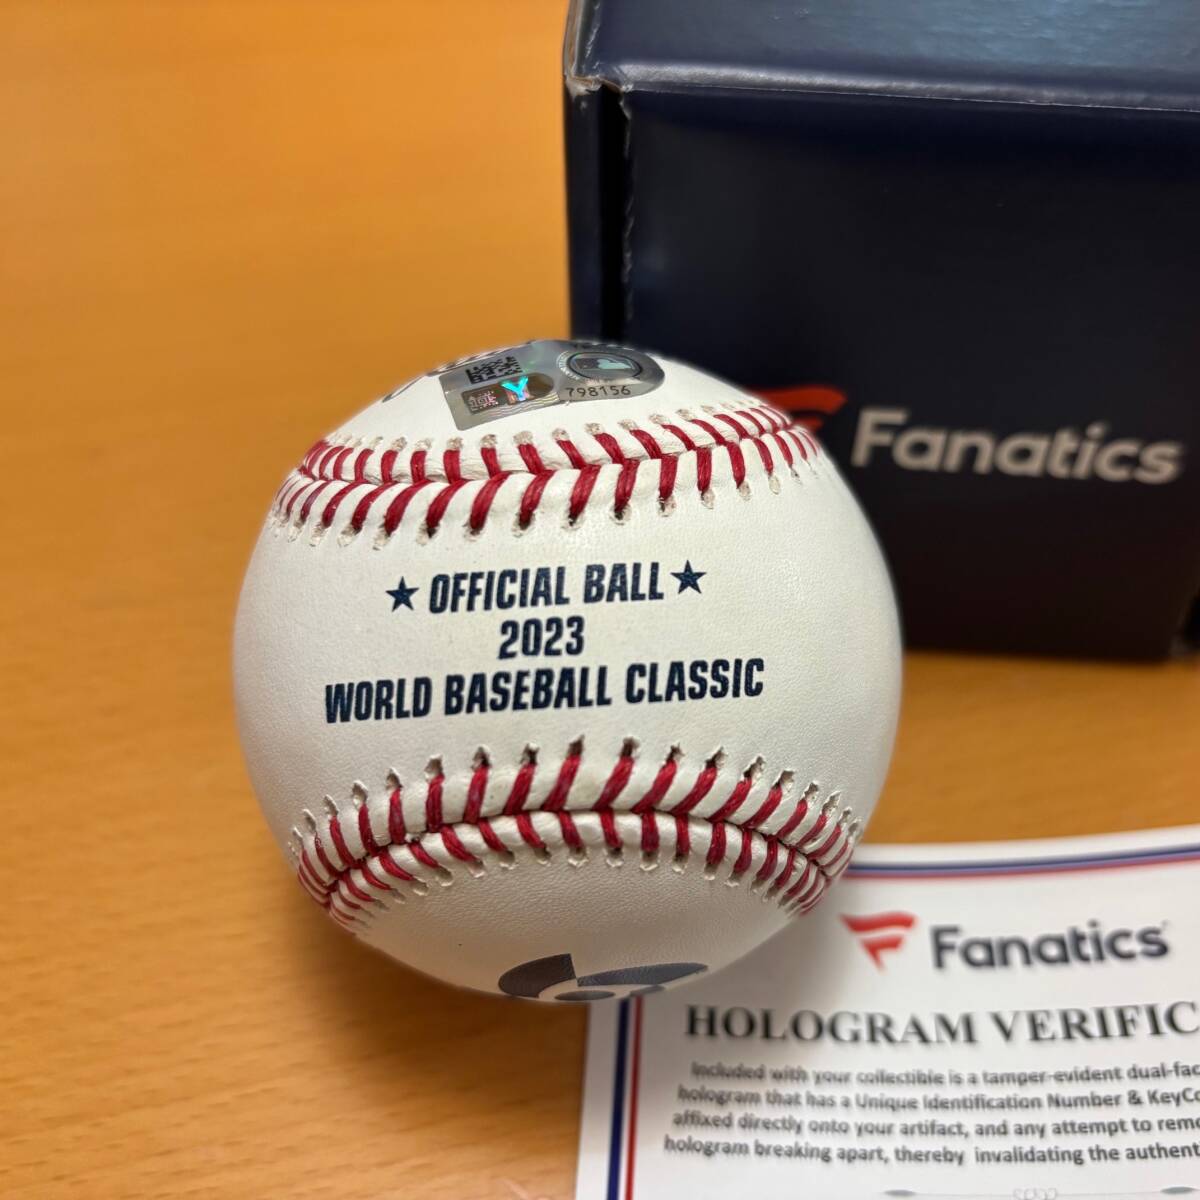 Fanatics
Y
798156
OFFICIAL BALL
2023
WORLD BASEBALL CLASSIC
Fanatics
HOLOGRAM VERIFIC
Included with your collectible is a tamper-evident dual-fac
hologram that has a Unique Identification Number & KeyCo
affixed directly onto your artifact, and any attempt to remo
hologram breaking apart, thereby invalidating the authent